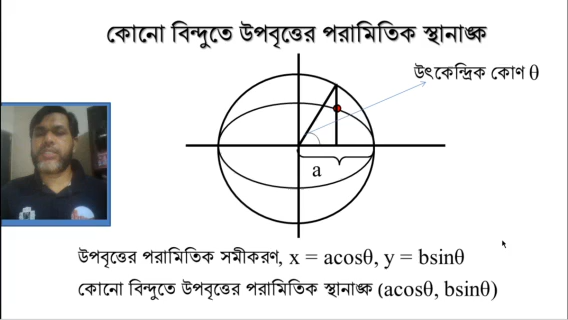 কোনো বিন্দুতে উপবৃত্তের পরামিতিক স্থানাঙ্ক
উৎকেন্দ্রিক কোণ θ
a
উপবৃত্তের পরামিতিক সমীকরণ, x = acosθ, y = bsinθ
কোনো বিন্দুতে উপবৃত্তের পরামিতিক স্থানাঙ্ক (acosθ, bsinθ)